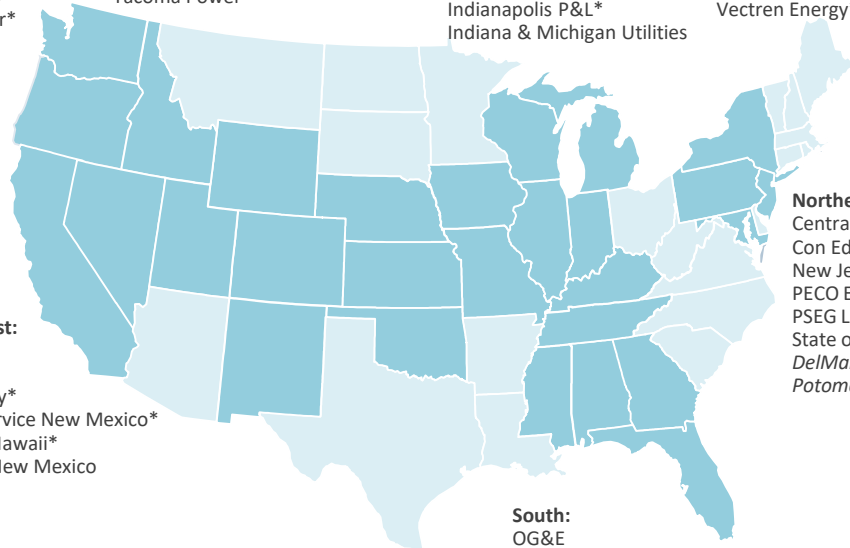 Tacoma Power
r*
Indianapolis P&L*
Indiana & Michigan Utilities
Vectren Energy
Northe
Centra
Con Ed
New Je
PECO E
PSEG L
State o
DelMa
Potom
st:
y*
rvice New Mexico*
Hawaii*
New Mexico
South:
OG&E